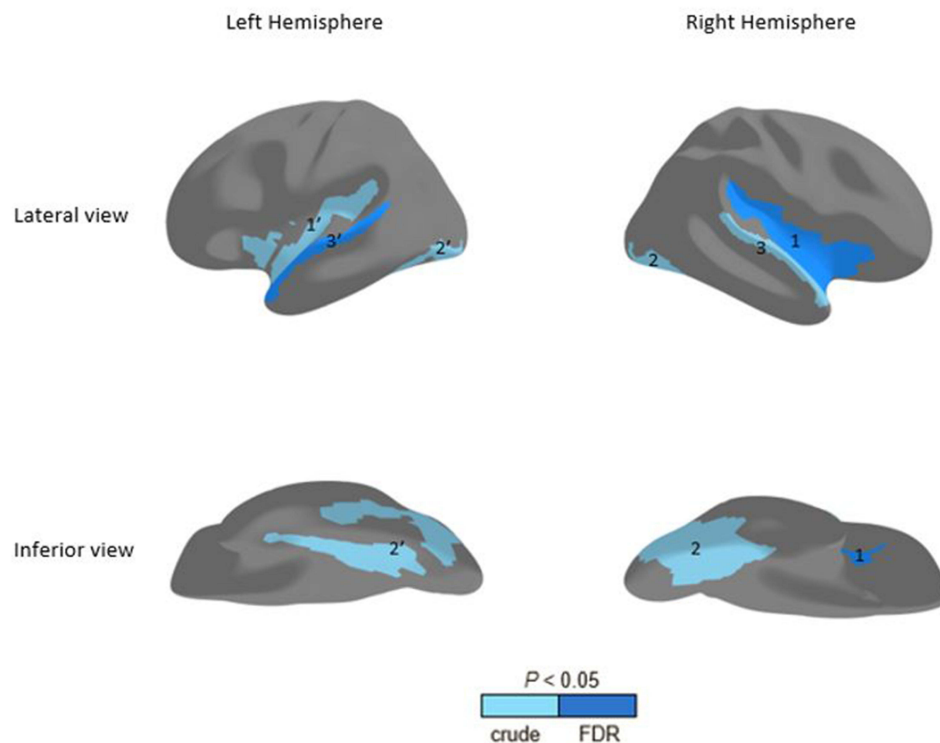 Left Hemisphere
Right Hemisphere
Lateral view
1′
3′
2′
2
3
1
Inferior view
2′
2
1
P < 0.05
crude
FDR